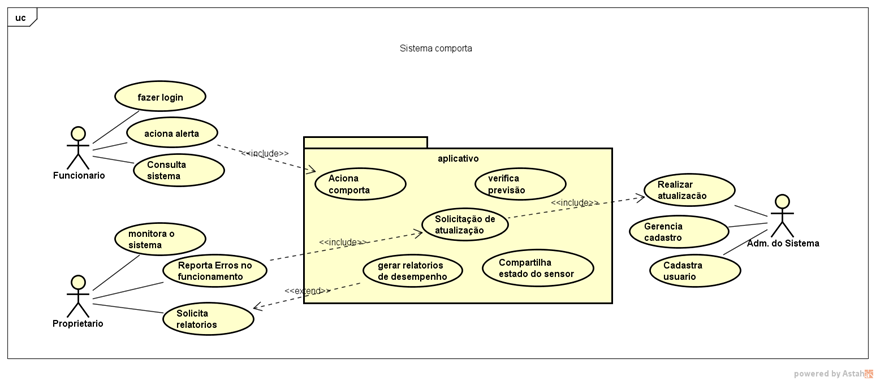 uc
Sistema comporta
fazer login
aciona alerta
Consulta
sistema
Funcionario
<<include>>
aplicativo
Aciona
comporta
verifica
previsão
Solicitação de
atualização
<<include>>
Realizar
atualização
Gerencia
cadastro
Cadastra
usuario
Adm. do Sistema
monitora o
sistema
Reporta Erros no
funcionamento
<<include>>
Solicita
relatorios
Proprietario
<<extend>>
gerar relatorios
de desempenho
Compartilha
estado do sensor
powered by Astah